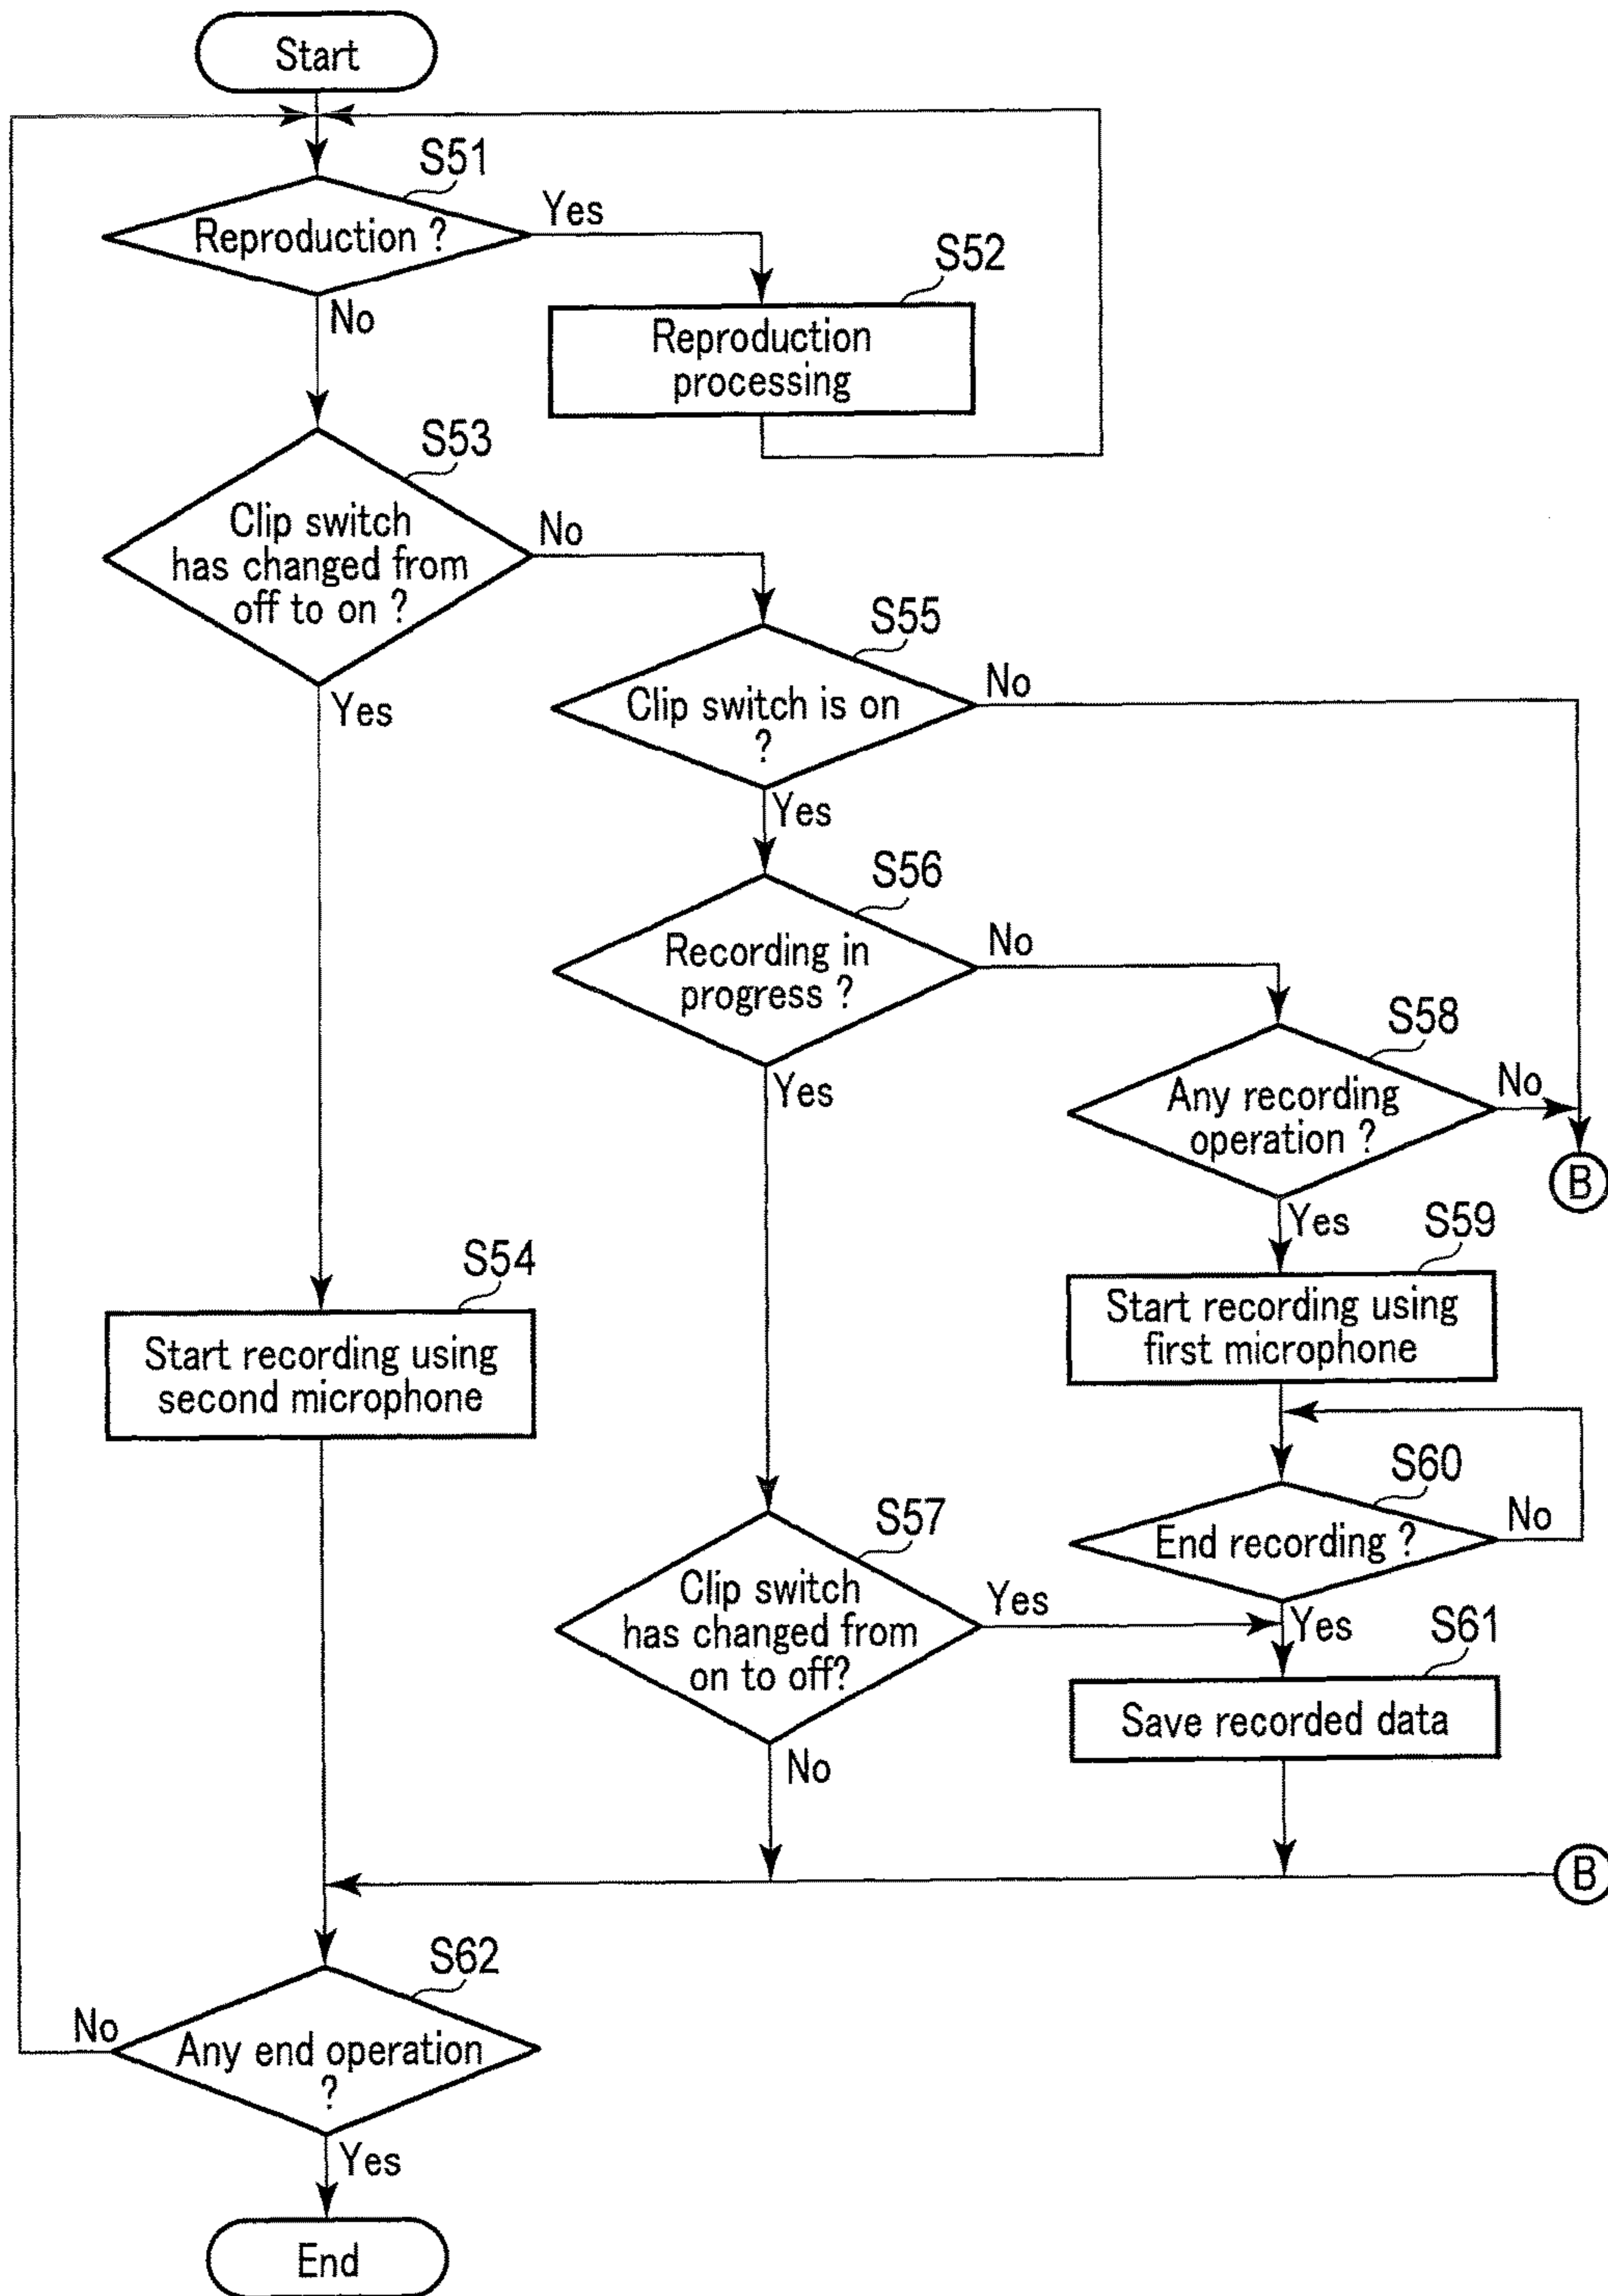 Start
S51
Reproduction ?
Yes
No
S52
Reproduction
processing
S53
Clip switch
has changed from
off to on ?
No
Yes
S55
Clip switch is on
?
No
Yes
S56
Recording in
progress ?
No
Yes
S58
Any recording
operation ?
No
B
Yes
S59
Start recording using
first microphone
S54
Start recording using
second microphone
S60
End recording ?
No
Yes
S57
Clip switch
has changed from
on to off?
Yes
No
S61
Save recorded data
B
S62
Any end operation
?
No
Yes
End